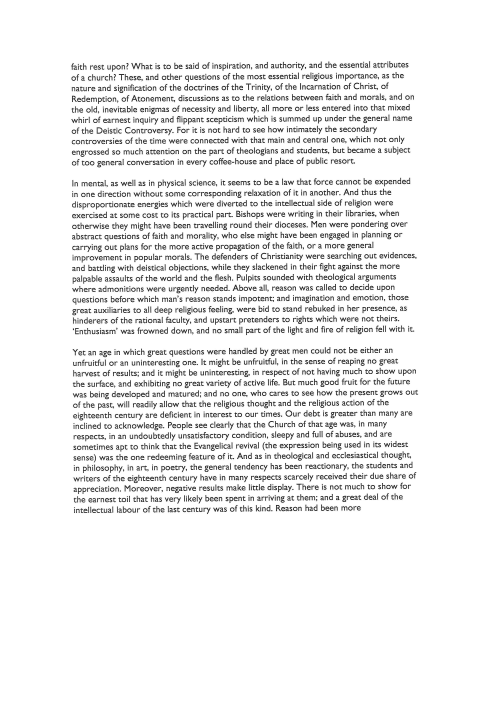 faith rest upon? What is to be said of inspiration, and authority, and the essential attributes
of a church? These, and other questions of the most essential religious importance, as the
nature and signification of the doctrines of the Trinity, of the Incarnation of Christ, of
Redemption, of Atonement, discussions as to the relations between faith and morals, and on
the old, inevitable enigmas of necessity and liberty, all more or less entered into that mixed
whirl of earnest inquiry and flippant scepticism which is summed up under the general name
of the Deistic Controversy. For it is not hard to see how intimately the secondary
controversies of the time were connected with that main and central one, which not only
engrossed so much attention on the part of theologians and students, but became a subject
of too general conversation in every coffee-house and place of public resort.

In mental, as well as in physical science, it seems to be a law that force cannot be expended
in one direction without some corresponding relaxation of it in another. And thus the
disproportionate energies which were diverted to the intellectual side of religion were
exercised at some cost to its practical part. Bishops were writing in their libraries, when
otherwise they might have been travelling round their dioceses. Men were pondering over
abstract questions of faith and morality, who else might have been engaged in planning or
carrying out plans for the more active propagation of the faith, or a more general
improvement in popular morals. The defenders of Christianity were searching out evidences,
and battling with deistical objections, while they slackened in their fight against the more
palpable assaults of the world and the flesh. Pulpits sounded with theological arguments
where admonitions were urgently needed. Above all, reason was called to decide upon
questions before which man's reason stands impotent; and imagination and emotion, those
great auxiliaries to all deep religious feeling, were bid to stand rebuked in her presence, as
hinderers of the rational faculty, and upstart pretenders to rights which were not theirs.
'Enthusiasm' was frowned down, and no small part of the light and fire of religion fell with it.

Yet an age in which great questions were handled by great men could not be either an
unfruitful or an uninteresting one. It might be unfruitful, in the sense of reaping no great
harvest of results; and it might be uninteresting, in respect of not having much to show upon
the surface, and exhibiting no great variety of active life. But much good fruit for the future
was being developed and matured; and no one, who cares to see how the present grows out
of the past, will readily allow that the religious thought and the religious action of the
eighteenth century are deficient in interest to our times. Our debt is greater than many are
inclined to acknowledge. People see clearly that the Church of that age was, in many
respects, in an undoubtedly unsatisfactory condition, sleepy and full of abuses, and are
sometimes apt to think that the Evangelical revival (the expression being used in its widest
sense) was the one redeeming feature of it. And as in theological and ecclesiastical thought,
in philosophy, in art, in poetry, the general tendency has been reactionary, the students and
writers of the eighteenth century have in many respects scarcely received their due share of
appreciation. Moreover, negative results make little display. There is not much to show for
the earnest toil that has very likely been spent in arriving at them; and a great deal of the
intellectual labour of the last century was of this kind. Reason had been more